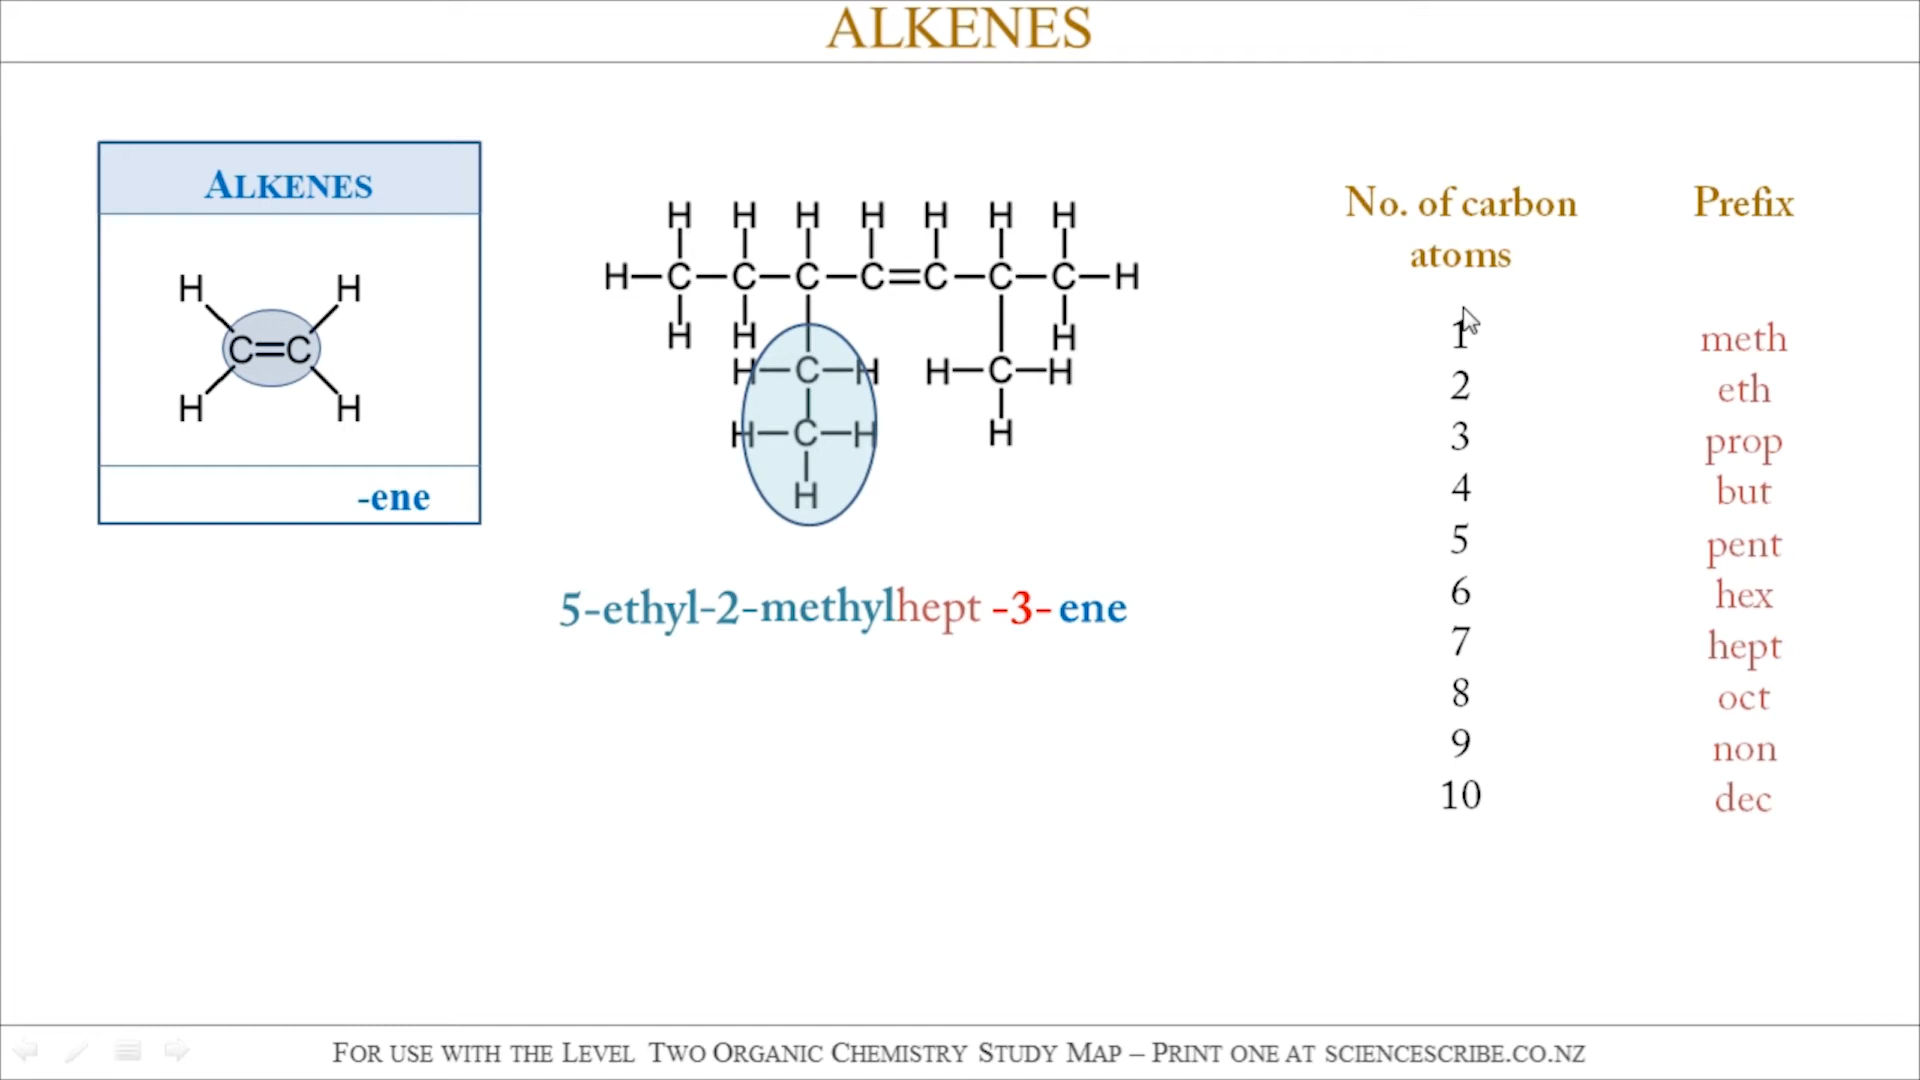 ALKENES
ALKENES
H H
C=C
H H
-ene
H H H H H H H
H—C—C—C—C=C—C—C—H
H H H
H—C—H H—C—H
H—C—H H
H
5-ethyl-2-methylhept -3- ene
No. of carbon atoms Prefix
1 meth
2 eth
3 prop
4 but
5 pent
6 hex
7 hept
8 oct
9 non
10 dec
FOR USE WITH THE LEVEL TWO ORGANIC CHEMISTRY STUDY MAP – PRINT ONE AT SCIENCESCRIBE.CO.NZ